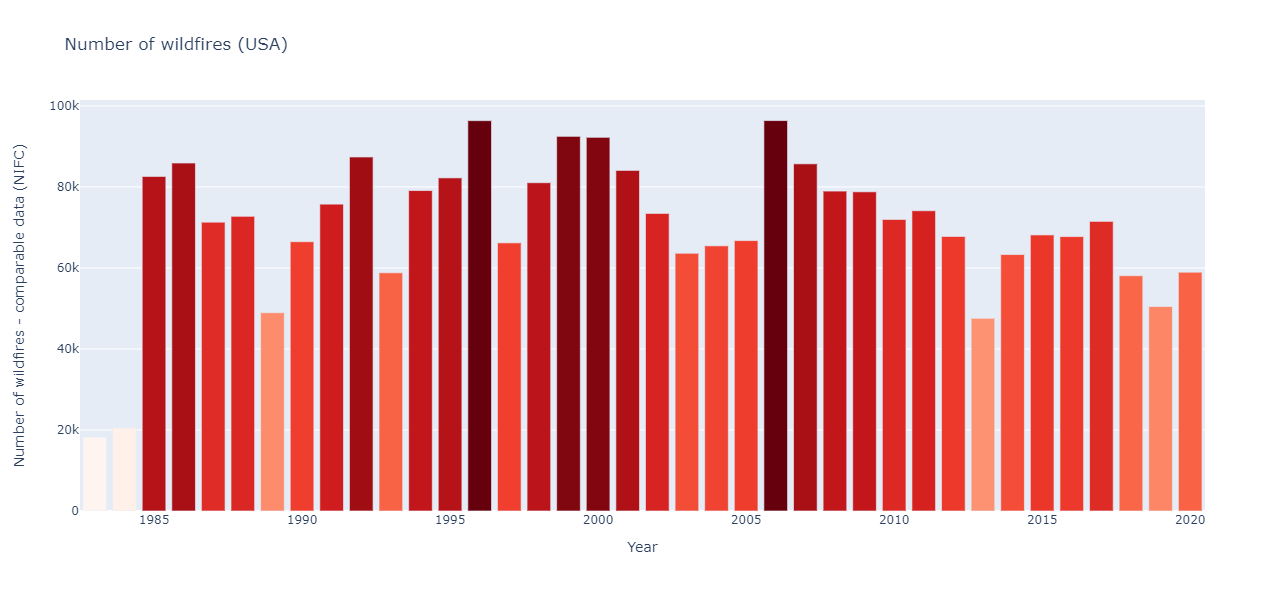 Number of wildfires (USA)
Number of wildfires - comparable data (NIFC)
100k
80k
60k
40k
20k
0
1985 1990 1995 2000 2005 2010 2015 2020
Year